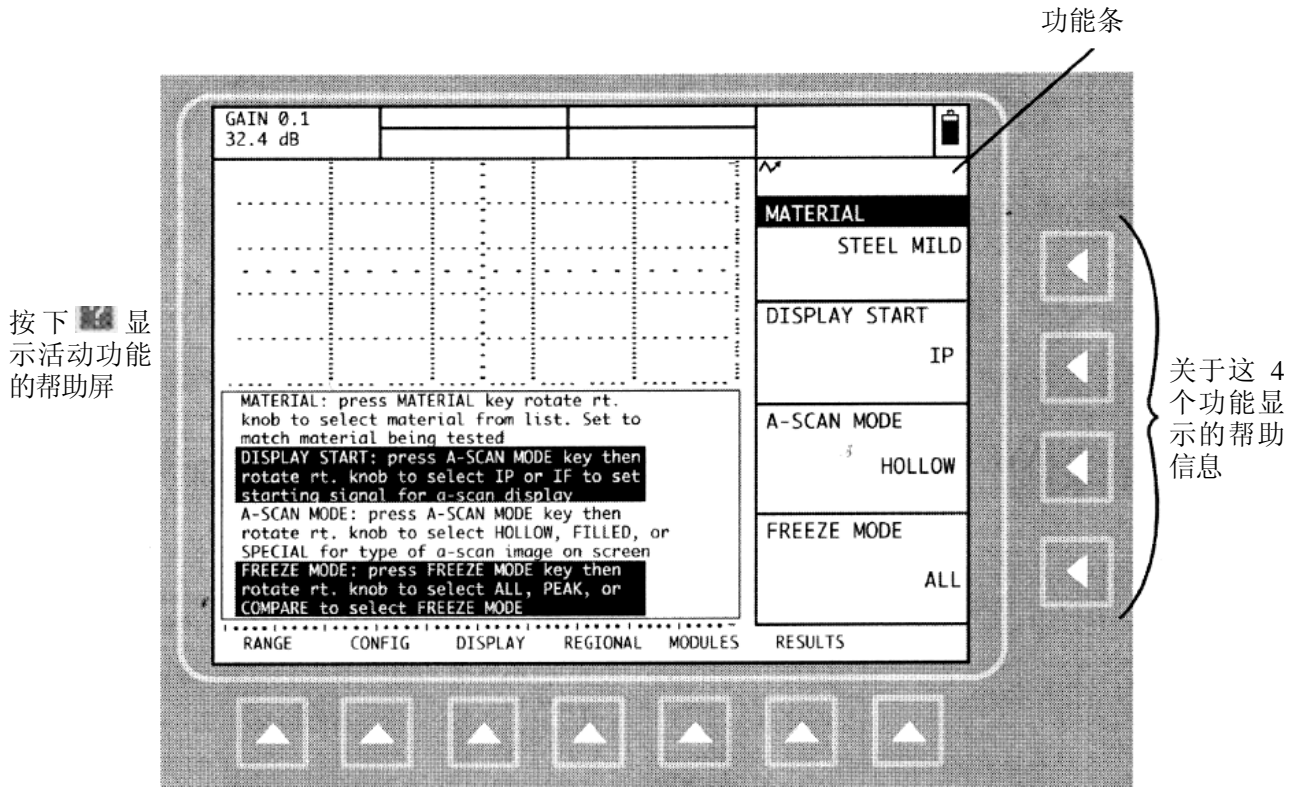 功能条
GAIN 0.1
32.4 dB
MATERIAL
STEEL MILD
DISPLAY START
IP
A-SCAN MODE
HOLLOW
FREEZE MODE
ALL
按下 显
示活动功能
的帮助屏
关于这 4
个功能显
示的帮助
信息
MATERIAL: press MATERIAL key rotate rt.
knob to select material from list. Set to
match material being tested
DISPLAY START: press A-SCAN MODE key then
rotate rt. knob to select IP or IF to set
starting signal for a-scan display
A-SCAN MODE: press A-SCAN MODE key then
rotate rt. knob to select HOLLOW, FILLED, or
SPECIAL for type of a-scan image on screen
FREEZE MODE: press FREEZE MODE key then
rotate rt. knob to select ALL, PEAK, or
COMPARE to select FREEZE MODE
RANGE CONFIG DISPLAY REGIONAL MODULES RESULTS